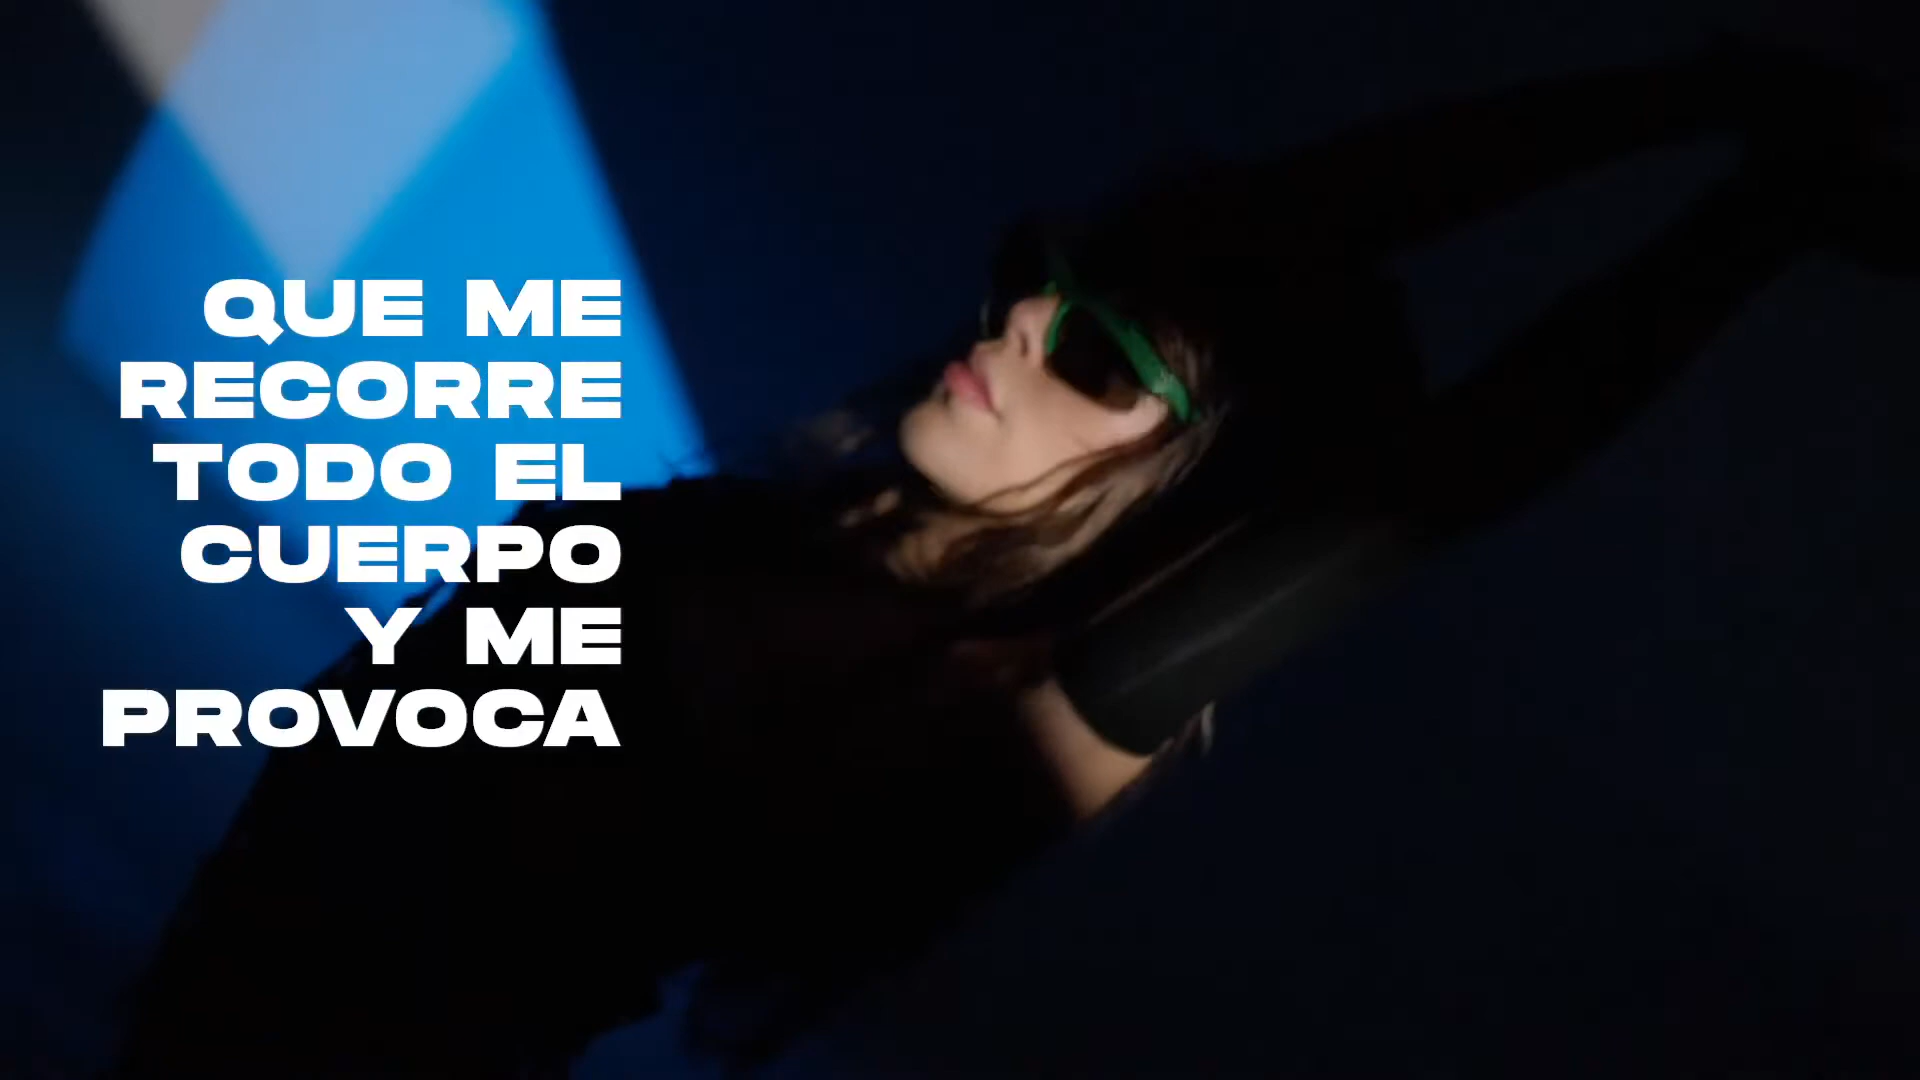 QUE ME
RECORRE
TODO EL
CUERPO
Y ME
PROVOCA